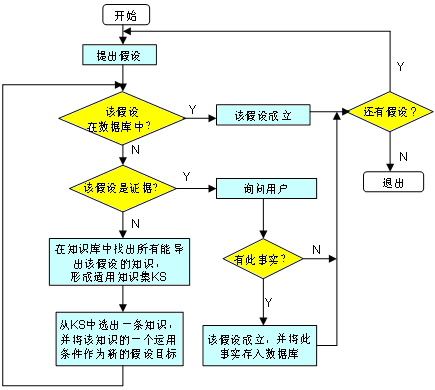 开始
提出假设
该假设
在数据库中？
Y
该假设成立
还有假设？
Y
N
退出
N
该假设是证据？
Y
询问用户
N
有此事实？
N
Y
在知识库中找出所有能导
出该假设的知识，
形成适用知识集KS
从KS中选出一条知识，
并将该知识的一个运用
条件作为新的假设目标
该假设成立，并将此
事实存入数据库